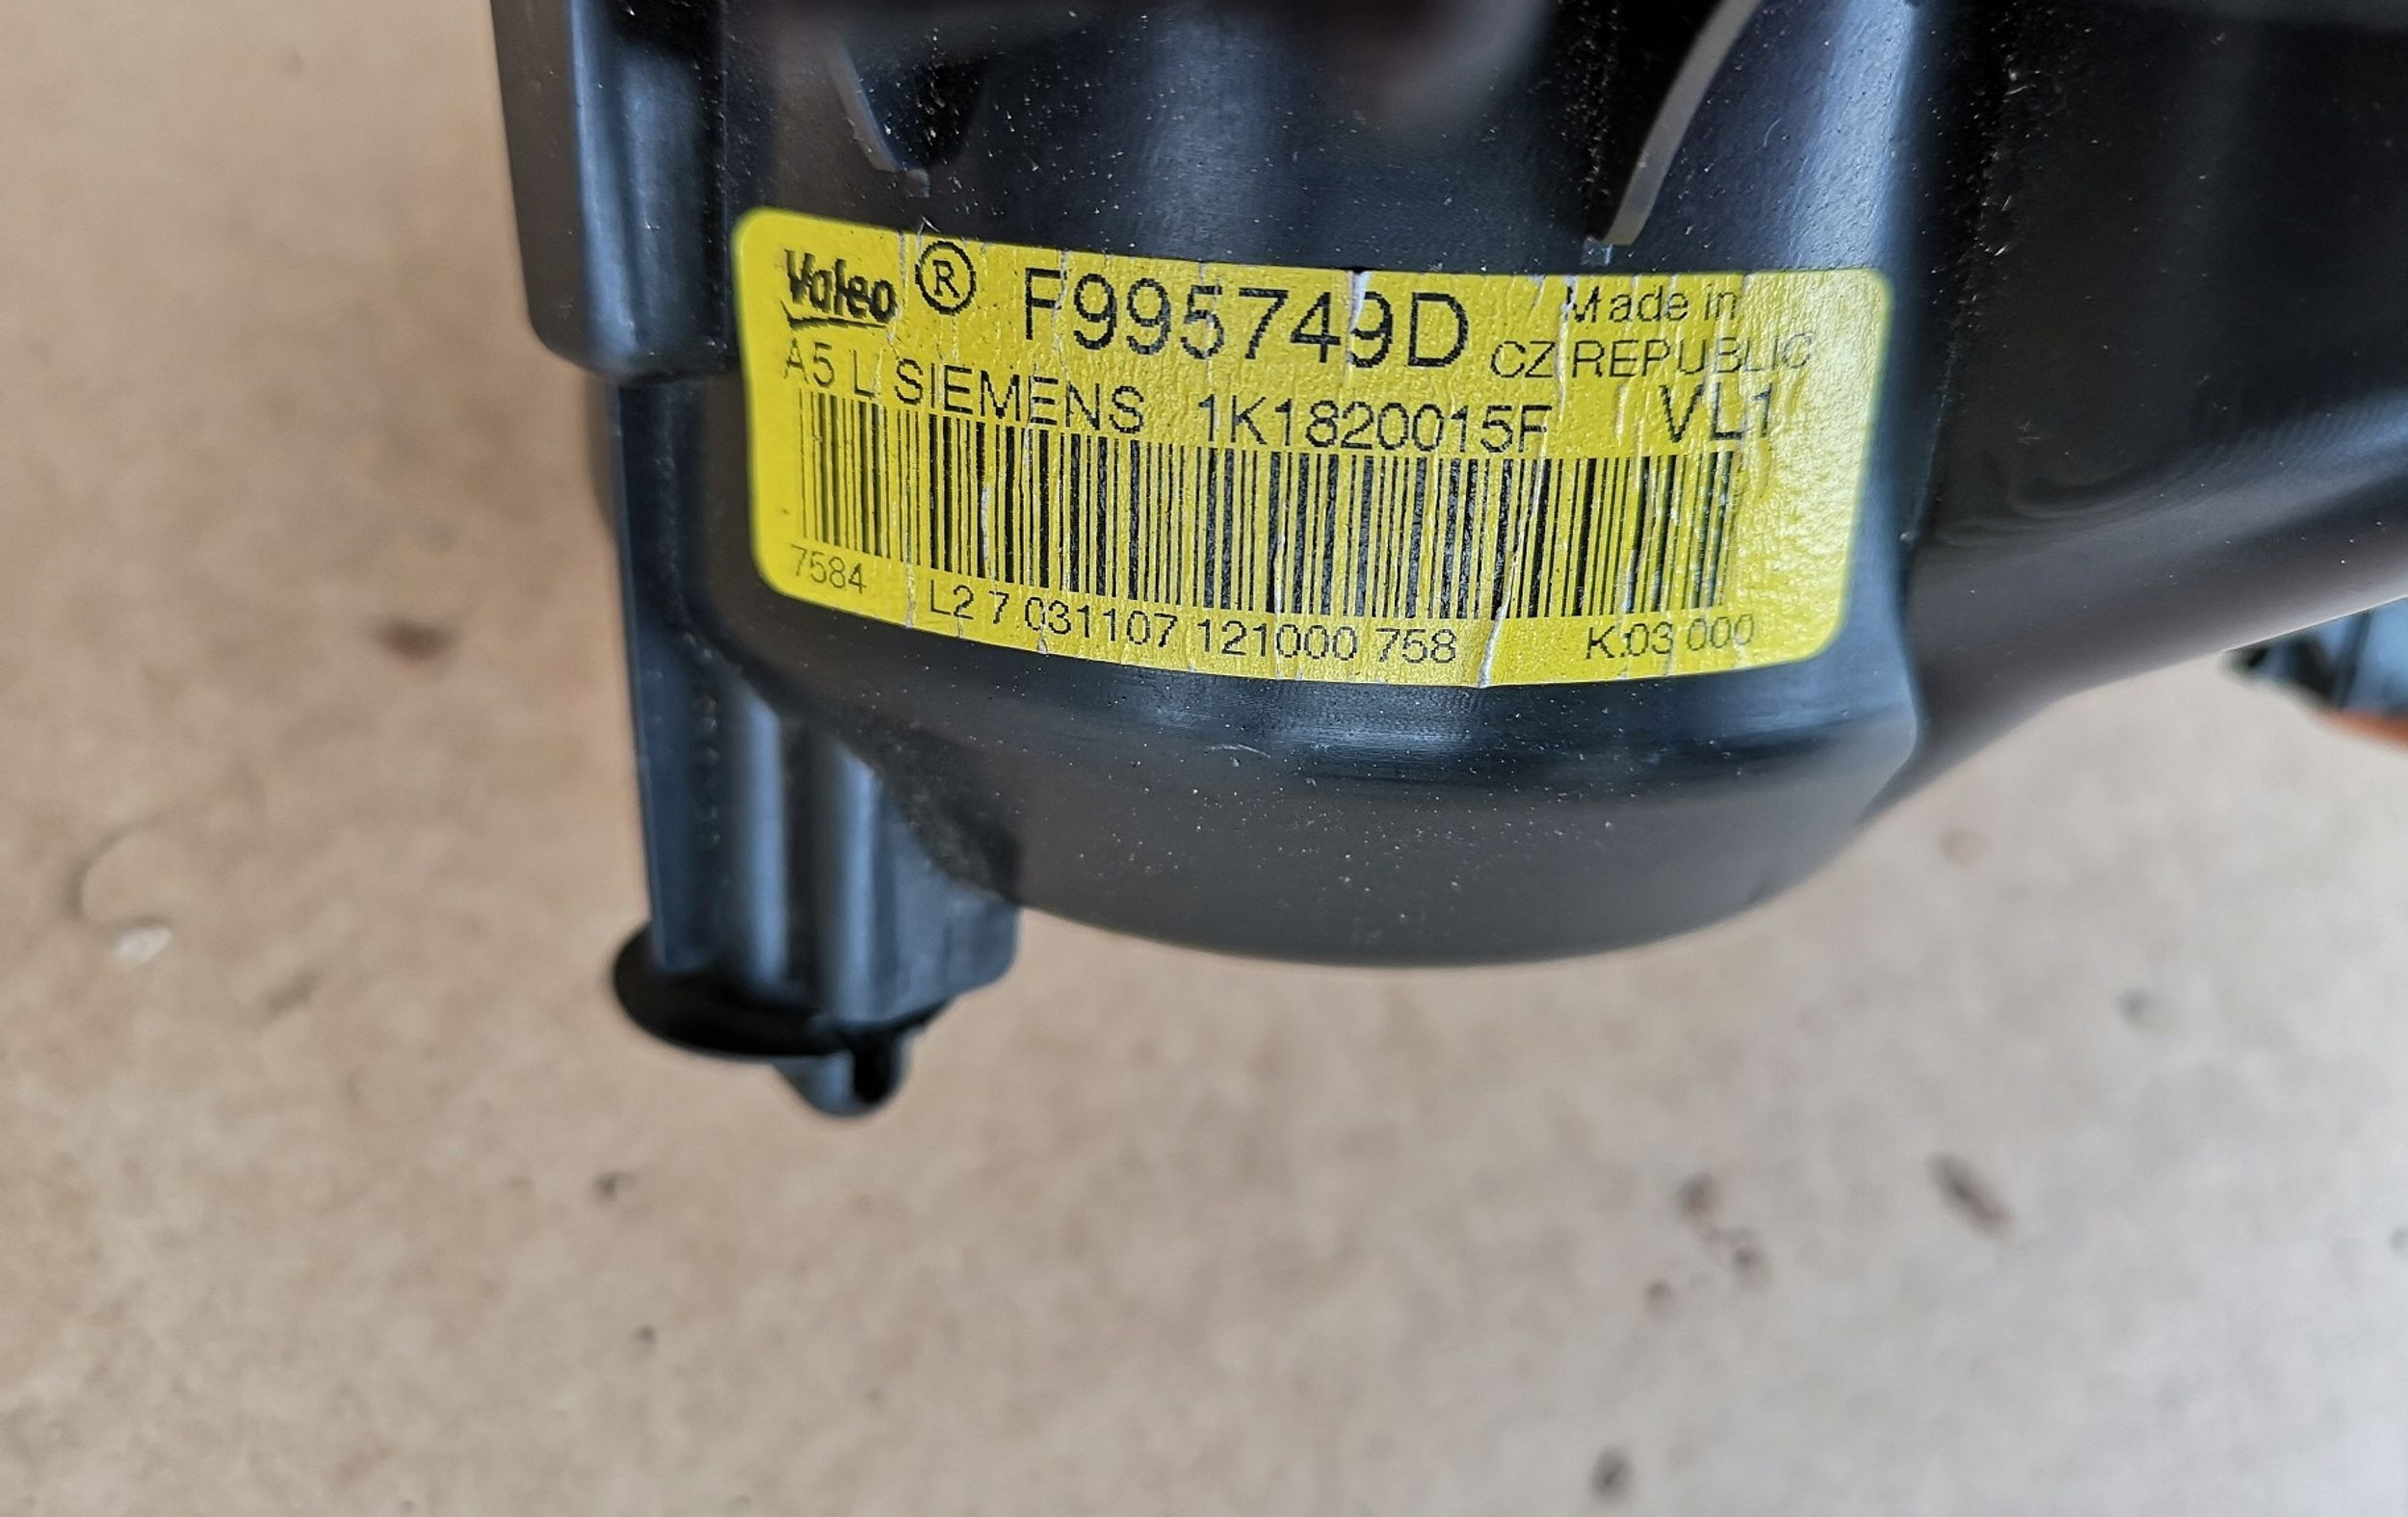 Valeo ® F995749D Made in
CZ REPUBLIC
A5 L SIEMENS 1K1820015F VL1
7584 L2 7 031107 121000 758 K:03 000